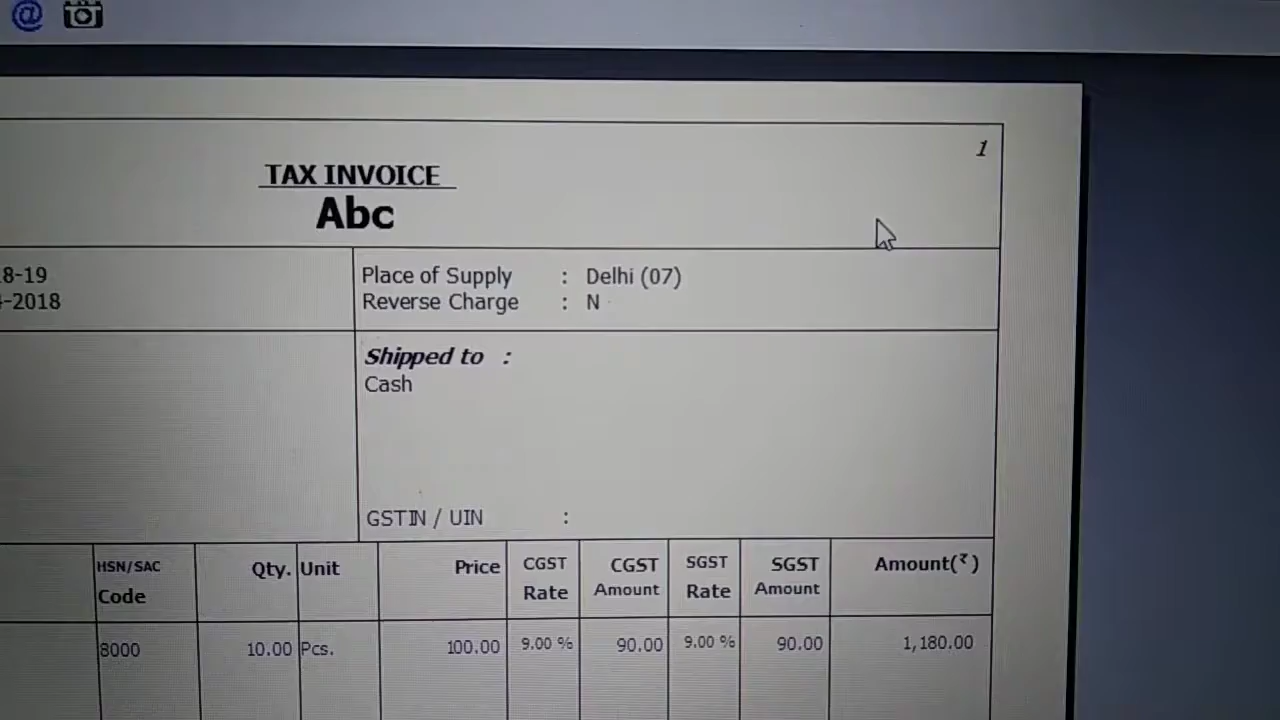 @
1
TAX INVOICE
Abc
8-19
-2018
Place of Supply : Delhi (07)
Reverse Charge : N
Shipped to :
Cash
GSTIN / UIN :
HSN/SAC Code Qty. Unit Price CGST Rate CGST Amount SGST Rate SGST Amount Amount(₹)
8000 10.00 Pcs. 100.00 9.00 % 90.00 9.00 % 90.00 1,180.00